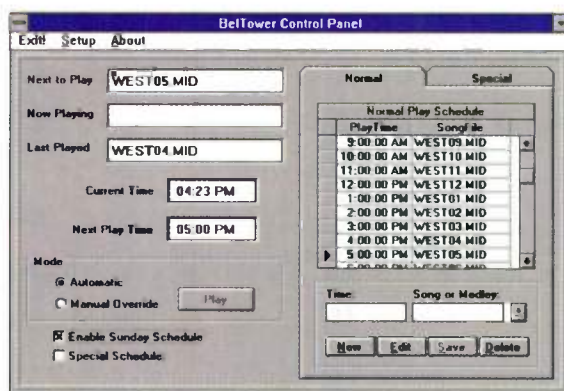 BelTower Control Panel
Exit! Setup About
Next to Play WEST05.MID
Now Playing
Last Played WEST04.MID
Current Time 04:23 PM
Next Play Time 05:00 PM
Mode
Automatic
Manual Override Play
Enable Sunday Schedule
Special Schedule
Normal Special
Normal Play Schedule
PlayTime SongFile
9:00:00 AM WEST09.MID
10:00:00 AM WEST10.MID
11:00:00 AM WEST11.MID
12:00:00 PM WEST12.MID
1:00:00 PM WEST01.MID
2:00:00 PM WEST02.MID
3:00:00 PM WEST03.MID
4:00:00 PM WEST04.MID
5:00:00 PM WEST05.MID
Time: Song or Medley:
New Edit Save Delete